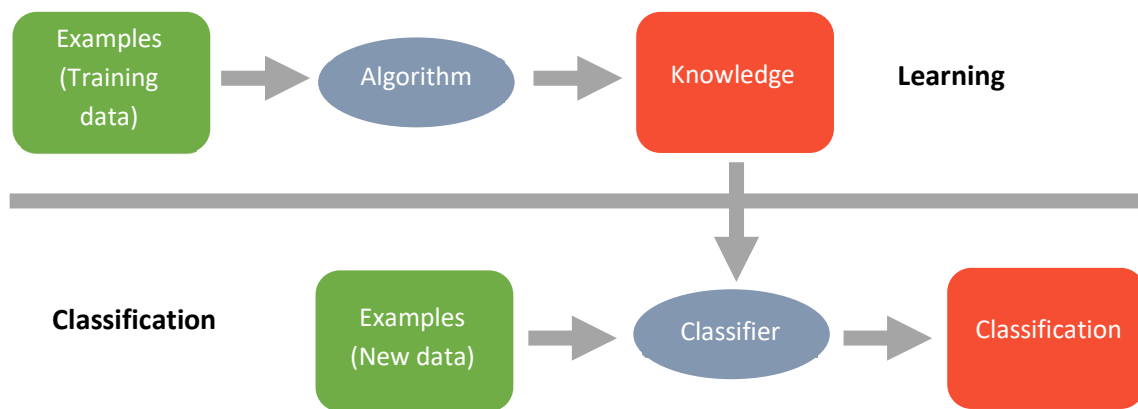 Examples
(Training
data)
Algorithm
Knowledge
Learning
Classification
Examples
(New data)
Classifier
Classification